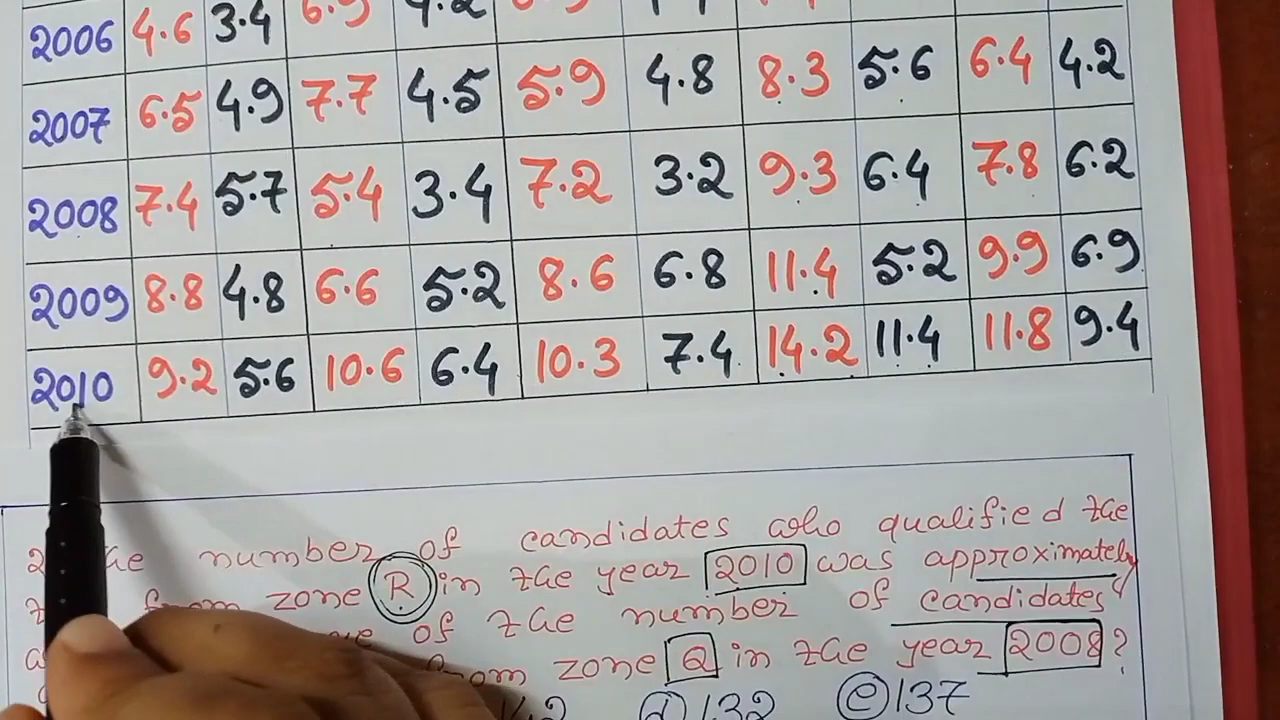 2006 4.6 3.4 6.9 4.2
2007 6.5 4.9 7.7 4.5 5.9 4.8 8.3 5.6 6.4 4.2
2008 7.4 5.7 5.4 3.4 7.2 3.2 9.3 6.4 7.8 6.2
2009 8.8 4.8 6.6 5.2 8.6 6.8 11.4 5.2 9.9 6.9
2010 9.2 5.6 10.6 6.4 10.3 7.4 14.2 11.4 11.8 9.4
number of candidates who qualified the
zone R in the year 2010 was approximately
of the number of candidates
zone Q in the year 2008?
d 132 e 137